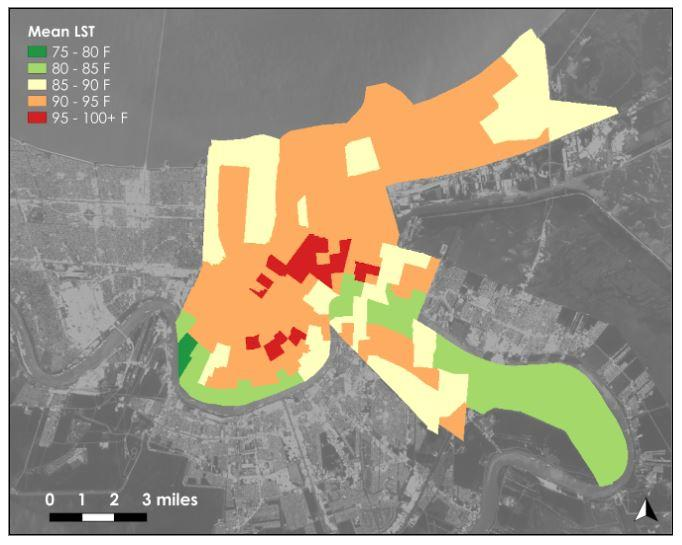 Mean LST
75 - 80 F
80 - 85 F
85 - 90 F
90 - 95 F
95 - 100+ F
0 1 2 3 miles